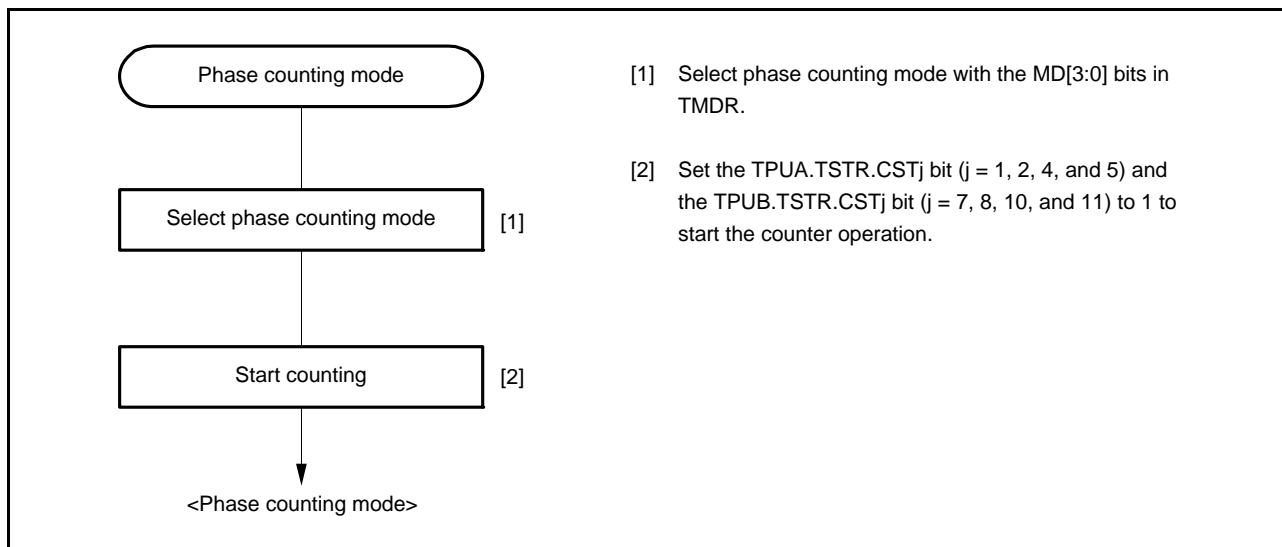 Phase counting mode
Select phase counting mode [1]
Start counting [2]
<Phase counting mode>
[1] Select phase counting mode with the MD[3:0] bits in
TMDR.
[2] Set the TPUA.TSTR.CSTj bit (j = 1, 2, 4, and 5) and
the TPUB.TSTR.CSTj bit (j = 7, 8, 10, and 11) to 1 to
start the counter operation.